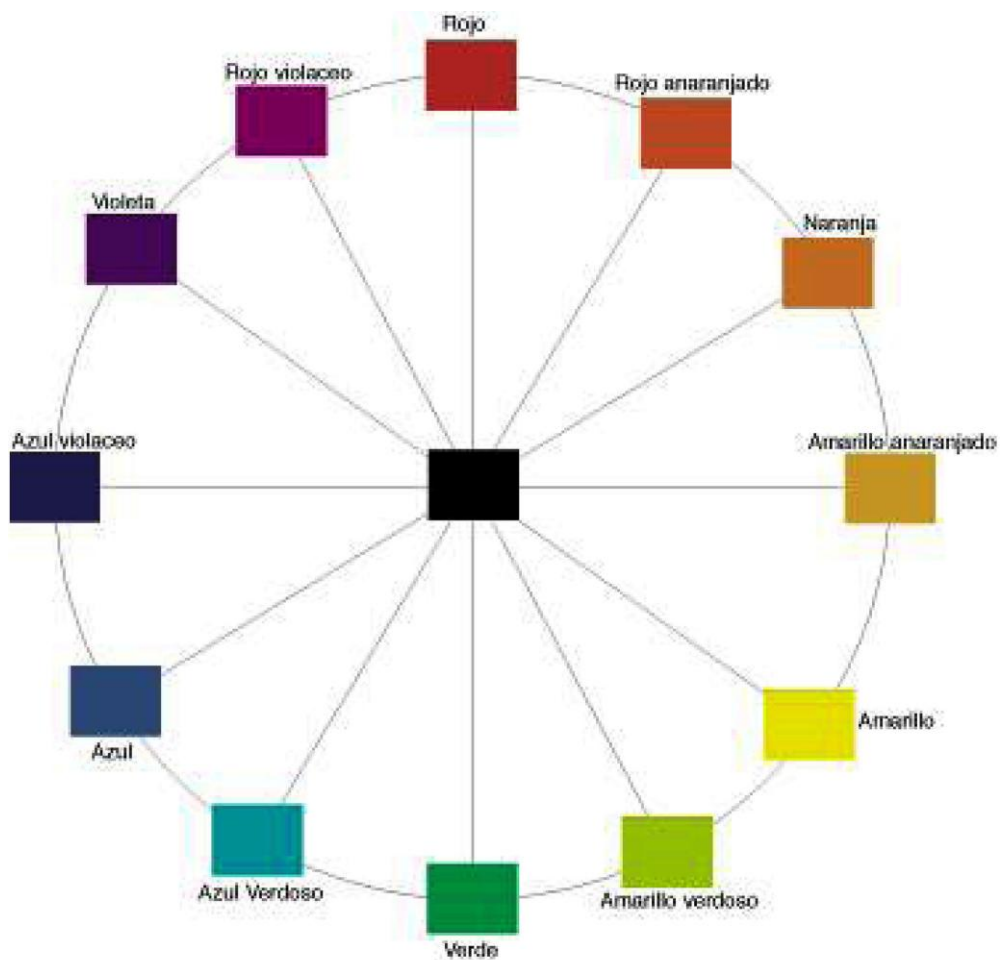 Rojo
Rojo violaceo
Rojo anaranjado
Violeta
Naranja
Azul violaceo
Amarillo anaranjado
Amarillo
Azul
Azul Verdoso
Amarillo verdoso
Verde